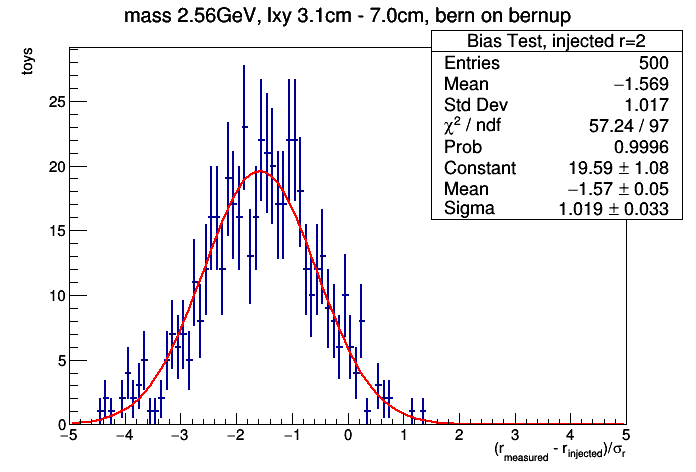 mass 2.56GeV, lxy 3.1cm - 7.0cm, bern on bernup
Bias Test, injected r=2
Entries 500
Mean −1.569
Std Dev 1.017
χ² / ndf 57.24 / 97
Prob 0.9996
Constant 19.59 ± 1.08
Mean −1.57 ± 0.05
Sigma 1.019 ± 0.033
toys
25
20
15
10
5
0
−5 −4 −3 −2 −1 0 1 2 3 4 5
(r_measured - r_injected)/σ_r